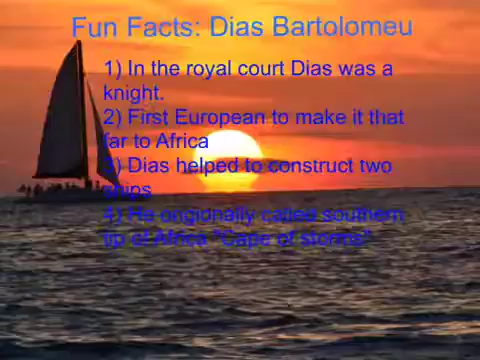 Fun Facts: Dias Bartolomeu
1) In the royal court Dias was a
knight.
2) First European to make it that
far to Africa
3) Dias helped to construct two
ships
4) He origionally called southern
tip of Africa "Cape of storms"